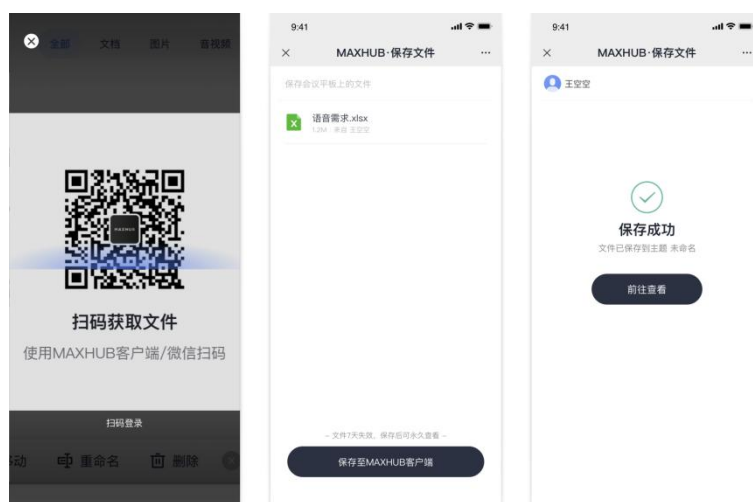 全部
文档
图片
音视频
MAXHUB
扫码获取文件
使用MAXHUB客户端/微信扫码
扫码登录
动
重命名
删除
9:41
MAXHUB·保存文件
保存会议平板上的文件
语音需求.xlsx
1.2M 来自 王空空
~ 文件7天失效，保存后可永久查看 ~
保存至MAXHUB客户端
9:41
MAXHUB·保存文件
王空空
保存成功
文件已保存到主题 未命名
前往查看